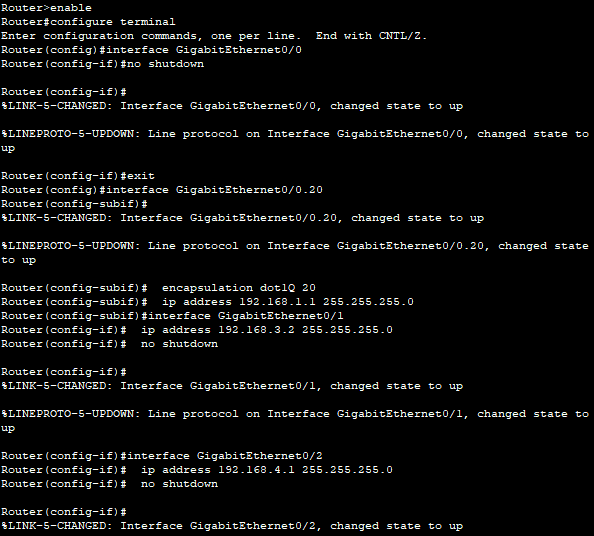 Router>enable
Router#configure terminal
Enter configuration commands, one per line.  End with CNTL/Z.
Router(config)#interface GigabitEthernet0/0
Router(config-if)#no shutdown
Router(config-if)#
%LINK-5-CHANGED: Interface GigabitEthernet0/0, changed state to up
%LINEPROTO-5-UPDOWN: Line protocol on Interface GigabitEthernet0/0, changed state to
up
Router(config-if)#exit
Router(config)#interface GigabitEthernet0/0.20
Router(config-subif)#
%LINK-5-CHANGED: Interface GigabitEthernet0/0.20, changed state to up
%LINEPROTO-5-UPDOWN: Line protocol on Interface GigabitEthernet0/0.20, changed state
to up
Router(config-subif)#  encapsulation dot1Q 20
Router(config-subif)#  ip address 192.168.1.1 255.255.255.0
Router(config-subif)#interface GigabitEthernet0/1
Router(config-if)#  ip address 192.168.3.2 255.255.255.0
Router(config-if)#  no shutdown
Router(config-if)#
%LINK-5-CHANGED: Interface GigabitEthernet0/1, changed state to up
%LINEPROTO-5-UPDOWN: Line protocol on Interface GigabitEthernet0/1, changed state to
up
Router(config-if)#interface GigabitEthernet0/2
Router(config-if)#  ip address 192.168.4.1 255.255.255.0
Router(config-if)#  no shutdown
Router(config-if)#
%LINK-5-CHANGED: Interface GigabitEthernet0/2, changed state to up